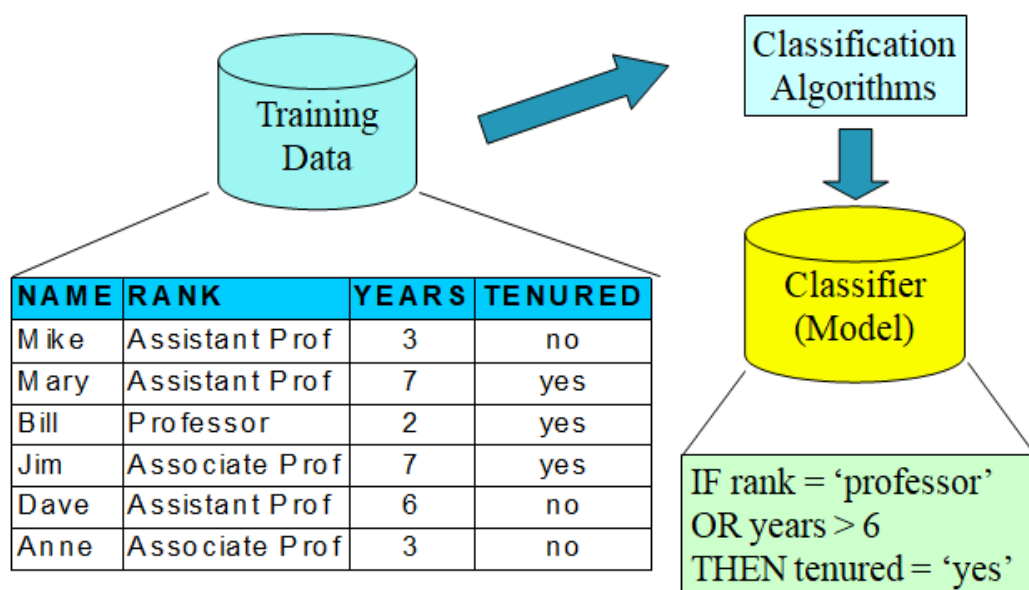 Training
Data
Classification
Algorithms
NAME RANK YEARS TENURED
Mike Assistant Prof 3 no
Mary Assistant Prof 7 yes
Bill Professor 2 yes
Jim Associate Prof 7 yes
Dave Assistant Prof 6 no
Anne Associate Prof 3 no
Classifier
(Model)
IF rank = ‘professor’
OR years > 6
THEN tenured = ‘yes’